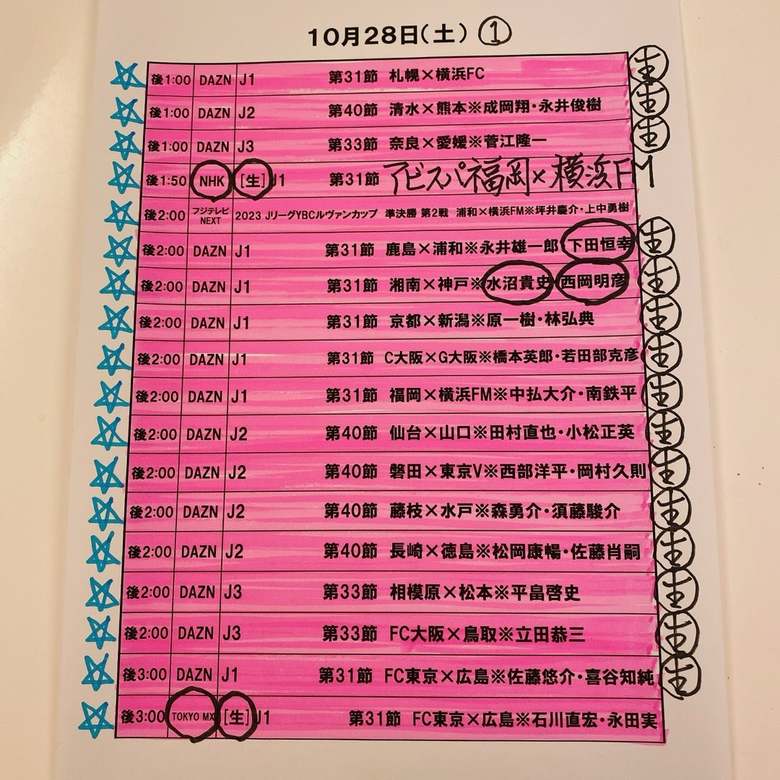 10月28日(土) ①
後1:00 DAZN J1 第31節 札幌×横浜FC 生
後1:00 DAZN J2 第40節 清水×熊本※成岡翔・永井俊樹 生
後1:00 DAZN J3 第33節 奈良×愛媛※菅江隆一 生
後1:50 NHK [生]J1 第31節 アビスパ福岡×横浜FM
後2:00 フジテレビNEXT 2023 JリーグYBCルヴァンカップ 準決勝 第2戦 浦和×横浜FM※坪井慶介・上中勇樹
後2:00 DAZN J1 第31節 鹿島×浦和※永井雄一郎・下田恒幸 生
後2:00 DAZN J1 第31節 湘南×神戸※水沼貴史・西岡明彦 生
後2:00 DAZN J1 第31節 京都×新潟※原一樹・林弘典 生
後2:00 DAZN J1 第31節 C大阪×G大阪※橋本英郎・若田部克彦 生
後2:00 DAZN J1 第31節 福岡×横浜FM※中払大介・南鉄平 生
後2:00 DAZN J2 第40節 仙台×山口※田村直也・小松正英 生
後2:00 DAZN J2 第40節 磐田×東京V※西部洋平・岡村久則 生
後2:00 DAZN J2 第40節 藤枝×水戸※森勇介・須藤駿介 生
後2:00 DAZN J2 第40節 長崎×徳島※松岡康暢・佐藤肖嗣 生
後2:00 DAZN J3 第33節 相模原×松本※平畠啓史 生
後2:00 DAZN J3 第33節 FC大阪×鳥取※立田恭三 生
後3:00 DAZN J1 第31節 FC東京×広島※佐藤悠介・喜谷知純 生
後3:00 TOKYO MX [生]J1 第31節 FC東京×広島※石川直宏・永田実